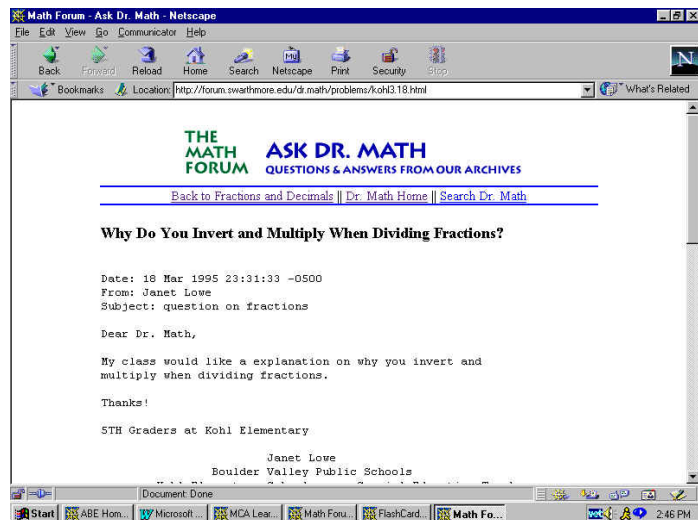 Math Forum - Ask Dr. Math - Netscape
File Edit View Go Communicator Help
Back Forward Reload Home Search Netscape Print Security Stop
Bookmarks Location: http://forum.swarthmore.edu/dr.math/problems/kohl3.18.html What's Related
THE
MATH
FORUM
ASK DR. MATH
QUESTIONS & ANSWERS FROM OUR ARCHIVES
Back to Fractions and Decimals || Dr. Math Home || Search Dr. Math
Why Do You Invert and Multiply When Dividing Fractions?
Date: 18 Mar 1995 23:31:33 -0500
From: Janet Lowe
Subject: question on fractions
Dear Dr. Math,
My class would like a explanation on why you invert and
multiply when dividing fractions.
Thanks!
5TH Graders at Kohl Elementary
Janet Lowe
Boulder Valley Public Schools
Document: Done
Start ABE Hom... Microsoft ... MCA Lear... Math Foru... FlashCard... Math Fo... 2:46 PM